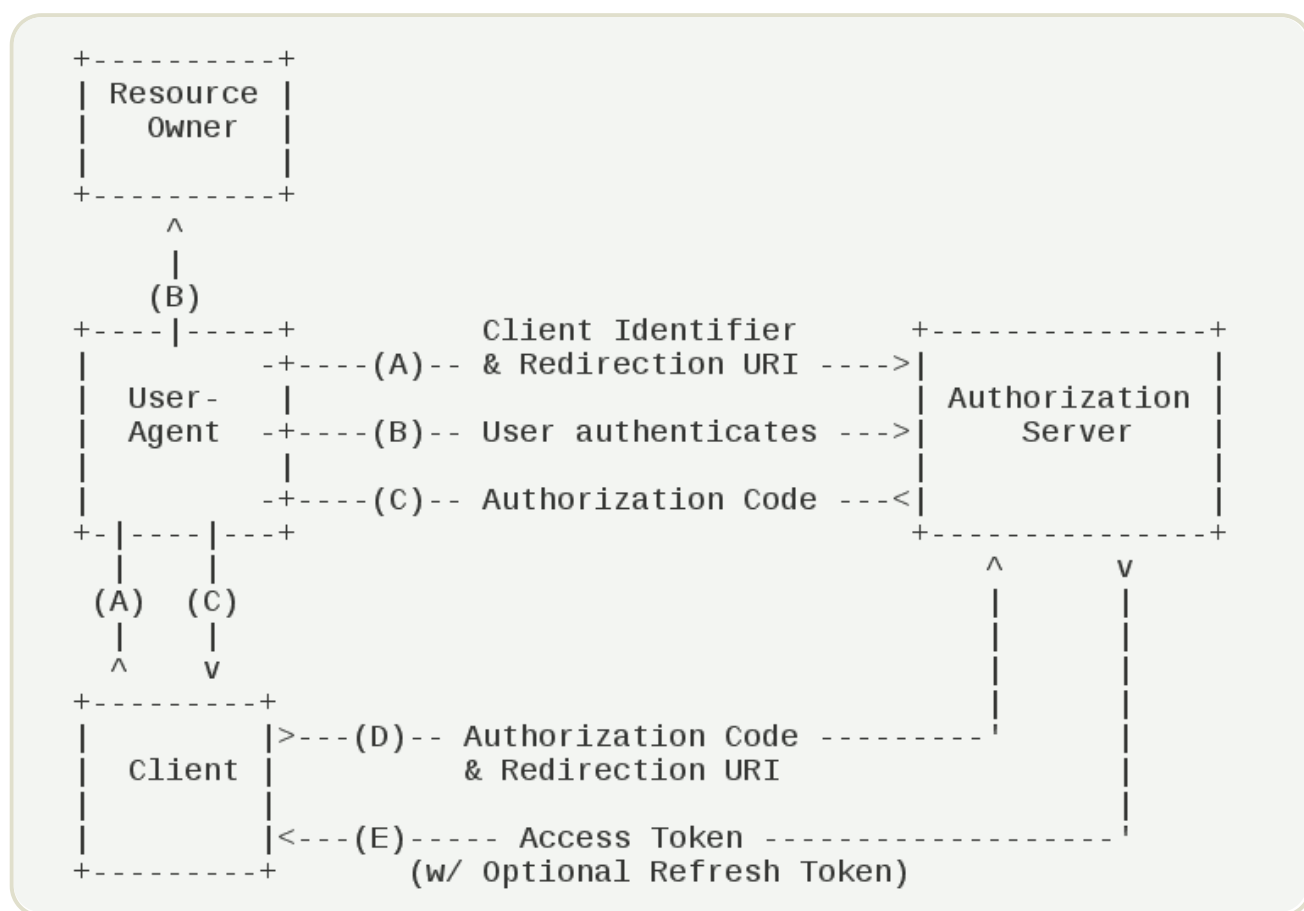 +----------+
| Resource |
|   Owner  |
|          |
+----------+
     ^
     |
    (B)
+----|-----+          Client Identifier      +---------------+
|         -+----(A)-- & Redirection URI ---->|               |
|  User-   |                                 | Authorization |
|  Agent  -+----(B)-- User authenticates --->|     Server    |
|          |                                 |               |
|         -+----(C)-- Authorization Code ---<|               |
+-|----|---+                                 +---------------+
  |    |                                         ^      v
 (A)  (C)                                        |      |
  |    |                                         |      |
  ^    v                                         |      |
+---------+                                      |      |
|         |>---(D)-- Authorization Code ---------'      |
|  Client |          & Redirection URI                  |
|         |                                             |
|         |<---(E)----- Access Token -------------------'
+---------+       (w/ Optional Refresh Token)